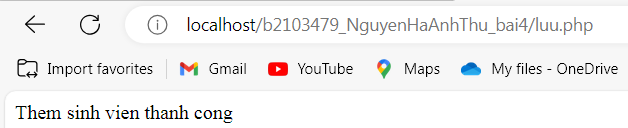 localhost/b2103479_NguyenHaAnhThu_bai4/luu.php
Import favorites Gmail YouTube Maps My files - OneDrive
Them sinh vien thanh cong